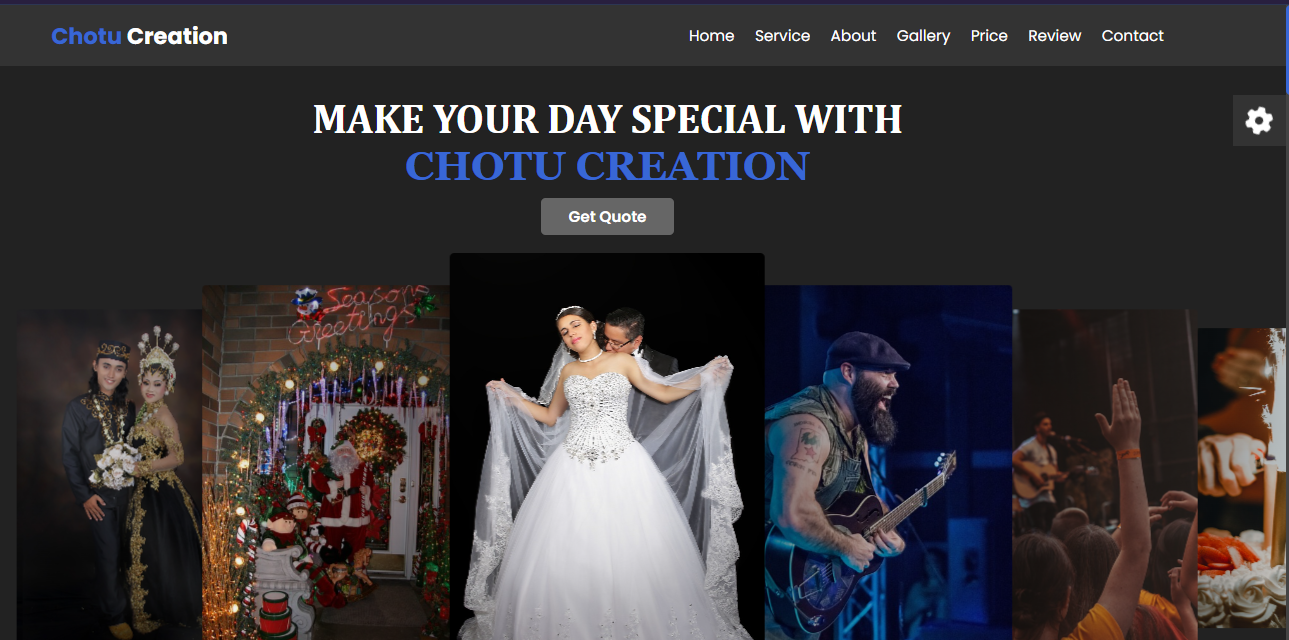 Chotu Creation
Home Service About Gallery Price Review Contact
MAKE YOUR DAY SPECIAL WITH
CHOTU CREATION
Get Quote
Seasons
Greetings